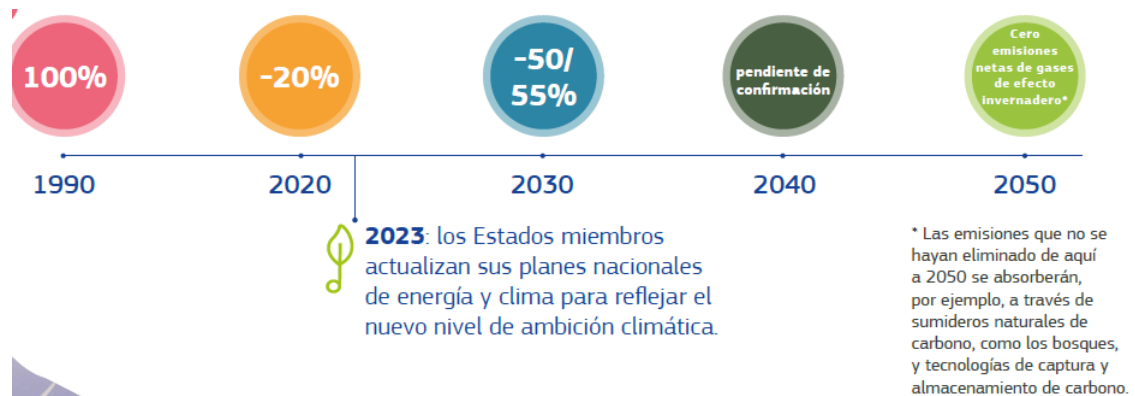 100%
-20%
-50/
55%
pendiente de
confirmación
Cero
emisiones
netas de gases
de efecto
invernadero*
1990
2020
2030
2040
2050
2023: los Estados miembros
actualizan sus planes nacionales
de energía y clima para reflejar el
nuevo nivel de ambición climática.
* Las emisiones que no se
hayan eliminado de aquí
a 2050 se absorberán,
por ejemplo, a través de
sumideros naturales de
carbono, como los bosques,
y tecnologías de captura y
almacenamiento de carbono.